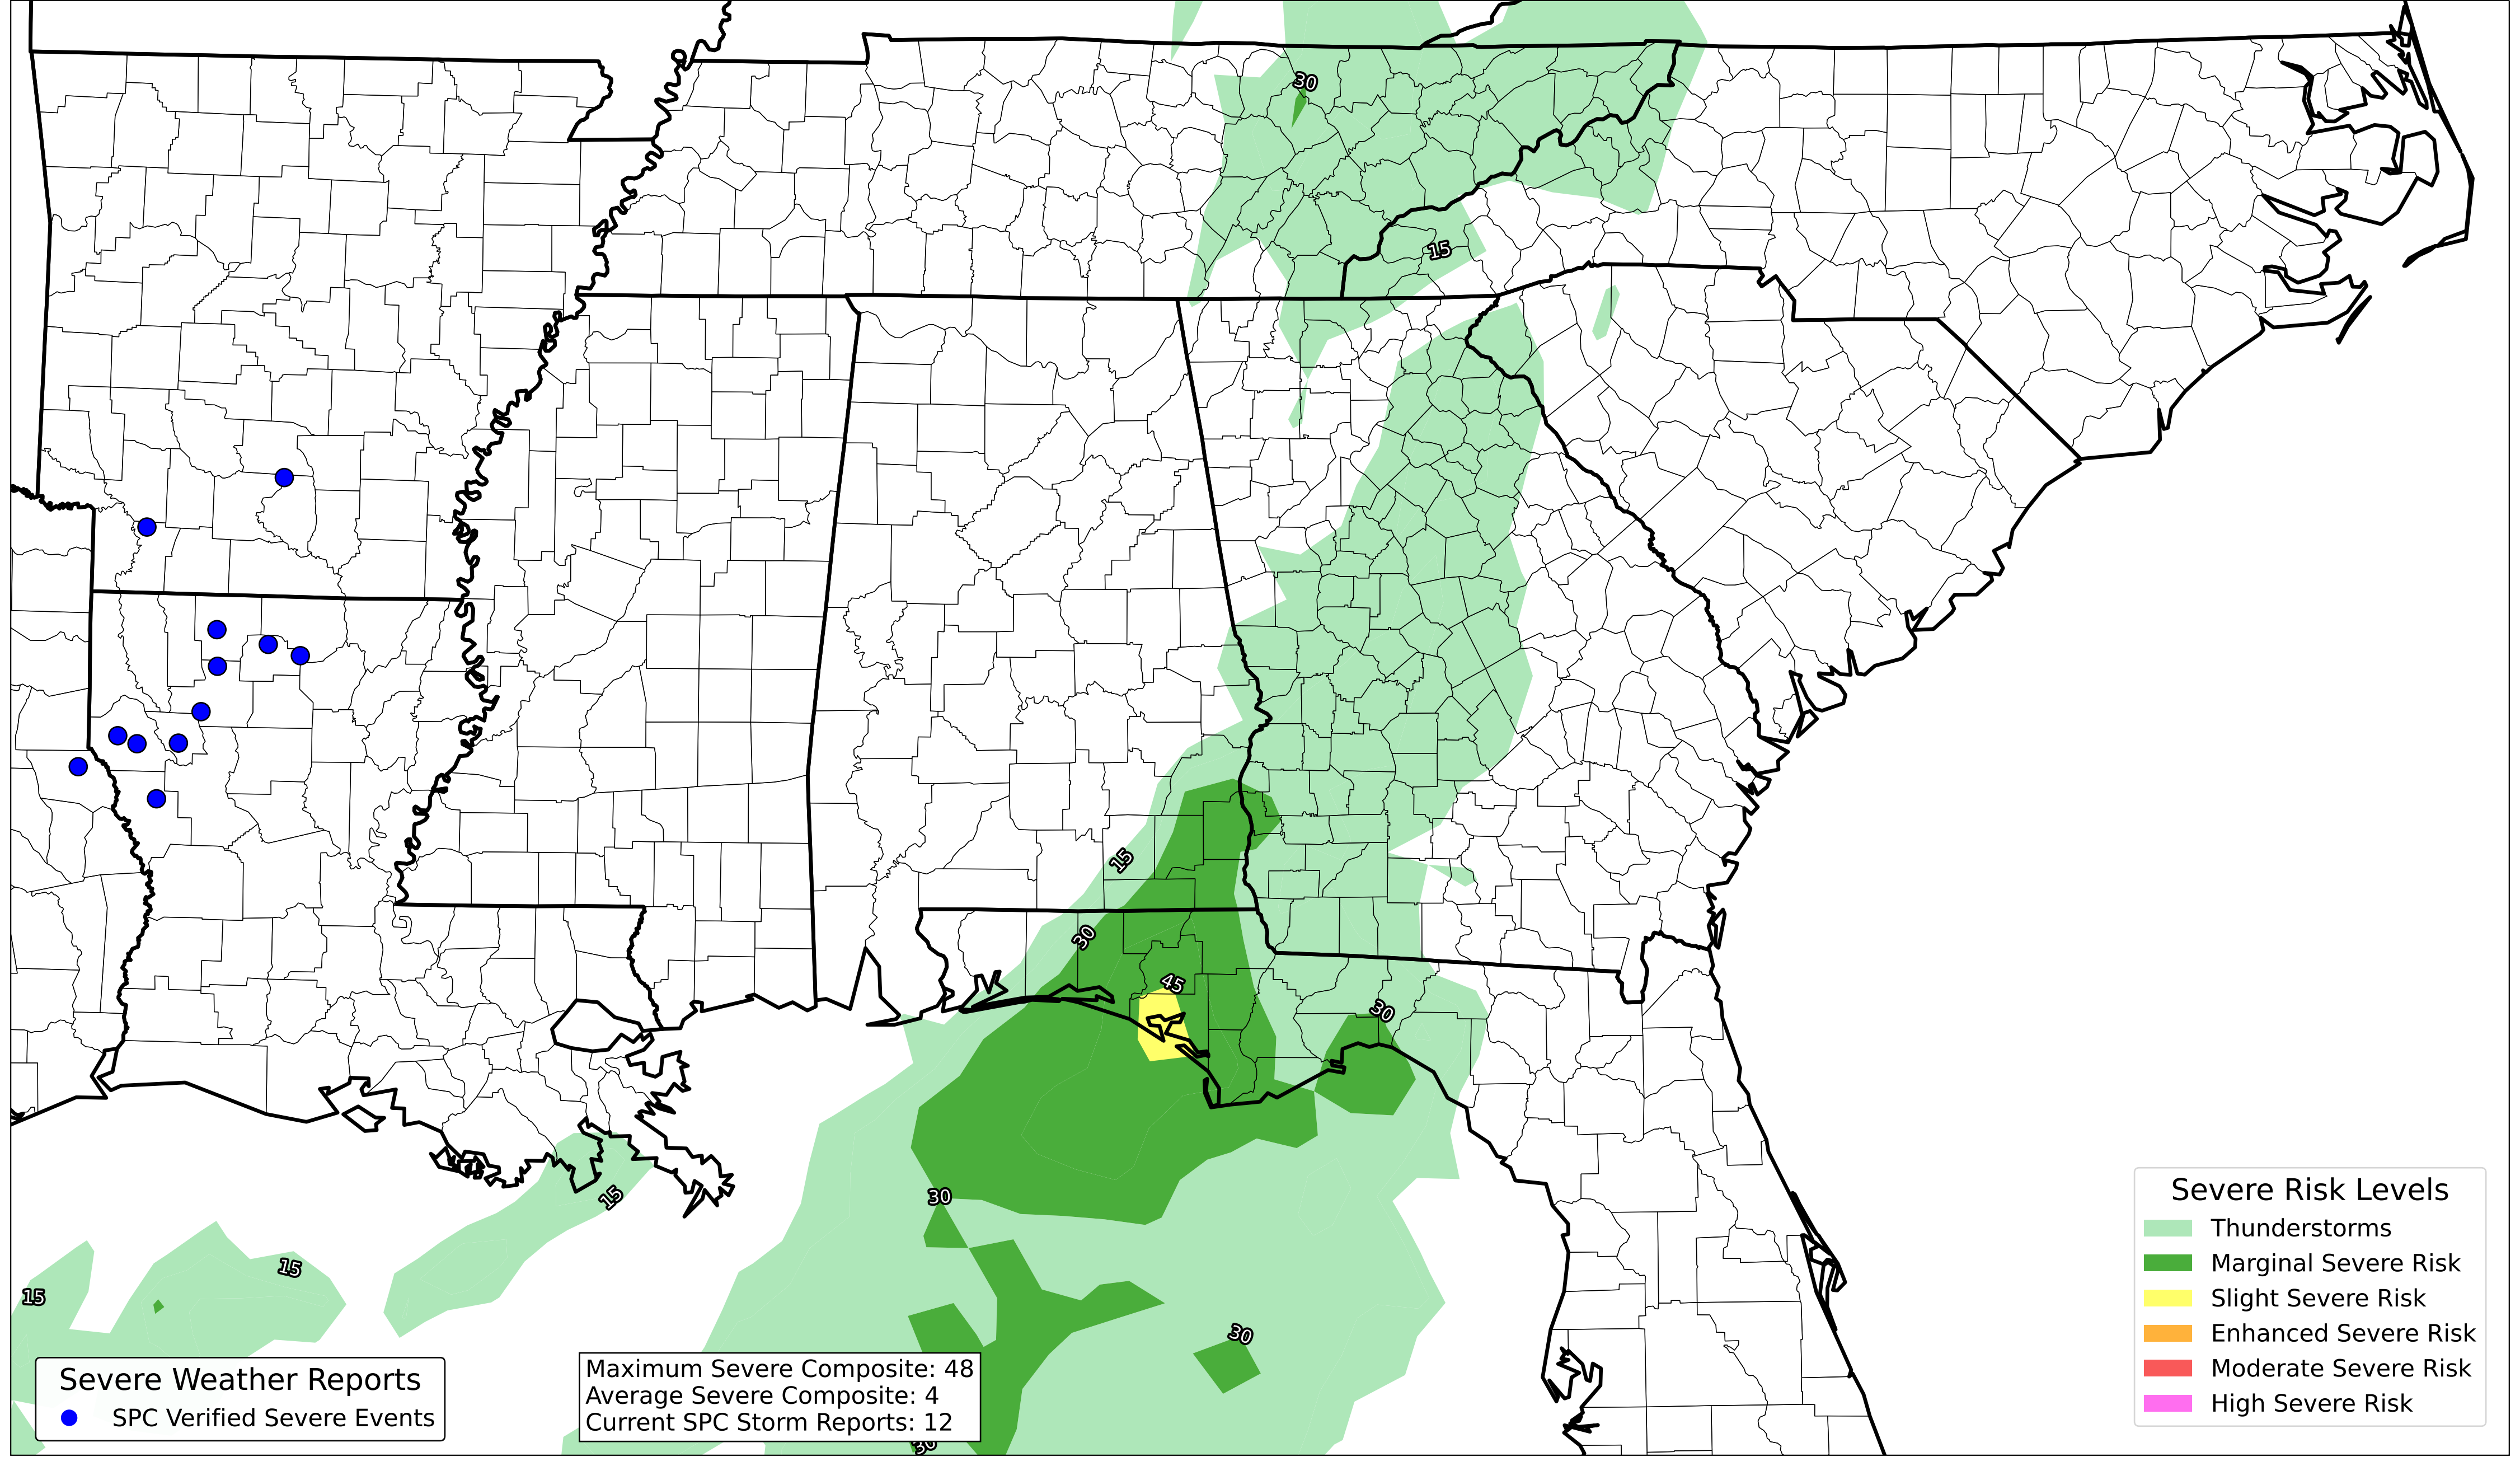 30
15
15
30
45
30
30
15
15
15
30
30
Severe Weather Reports
SPC Verified Severe Events
Maximum Severe Composite: 48
Average Severe Composite: 4
Current SPC Storm Reports: 12
Severe Risk Levels
Thunderstorms
Marginal Severe Risk
Slight Severe Risk
Enhanced Severe Risk
Moderate Severe Risk
High Severe Risk